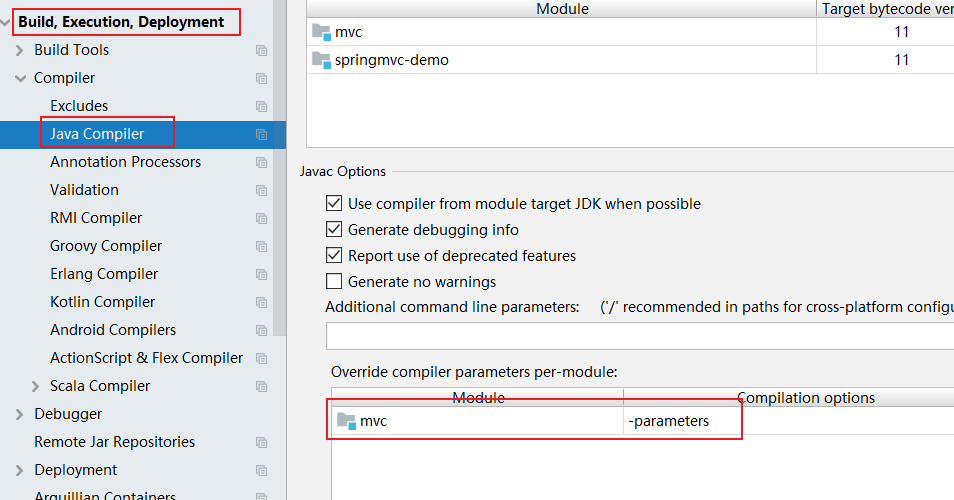 Build, Execution, Deployment
Build Tools
Compiler
Excludes
Java Compiler
Annotation Processors
Validation
RMI Compiler
Groovy Compiler
Erlang Compiler
Kotlin Compiler
Android Compilers
ActionScript & Flex Compiler
Scala Compiler
Debugger
Remote Jar Repositories
Deployment
Arquillian Containers
Module Target bytecode ver
mvc 11
springmvc-demo 11
Javac Options
Use compiler from module target JDK when possible
Generate debugging info
Report use of deprecated features
Generate no warnings
Additional command line parameters: ('/' recommended in paths for cross-platform configu
Override compiler parameters per-module:
Module Compilation options
mvc -parameters